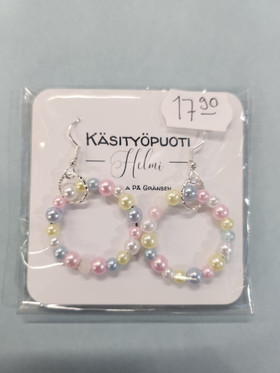 17 90
KÄSITYÖPUOTI
Helmi
PÅ GRÄNSEN